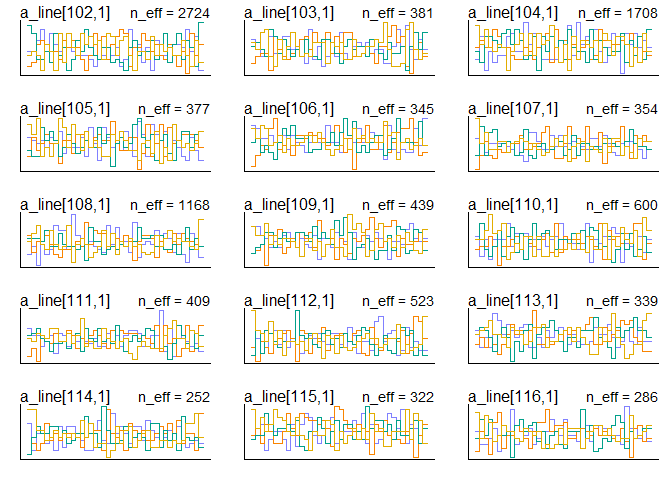 a_line[102,1] n_eff = 2724 a_line[103,1] n_eff = 381 a_line[104,1] n_eff = 1708
a_line[105,1] n_eff = 377 a_line[106,1] n_eff = 345 a_line[107,1] n_eff = 354
a_line[108,1] n_eff = 1168 a_line[109,1] n_eff = 439 a_line[110,1] n_eff = 600
a_line[111,1] n_eff = 409 a_line[112,1] n_eff = 523 a_line[113,1] n_eff = 339
a_line[114,1] n_eff = 252 a_line[115,1] n_eff = 322 a_line[116,1] n_eff = 286